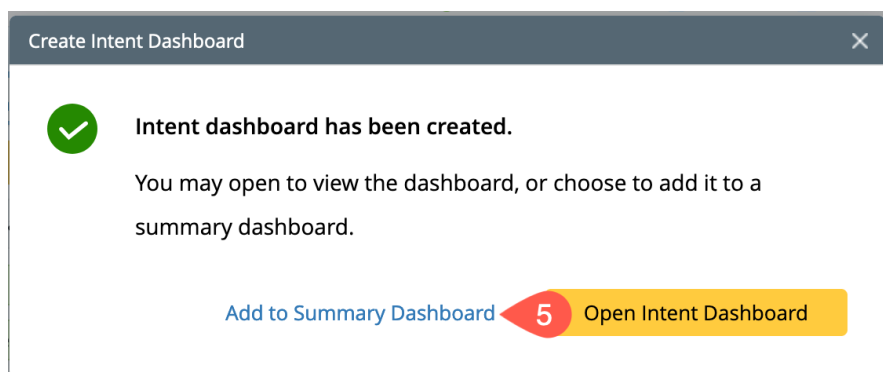 Create Intent Dashboard
Intent dashboard has been created.
You may open to view the dashboard, or choose to add it to a
summary dashboard.
Add to Summary Dashboard 5 Open Intent Dashboard